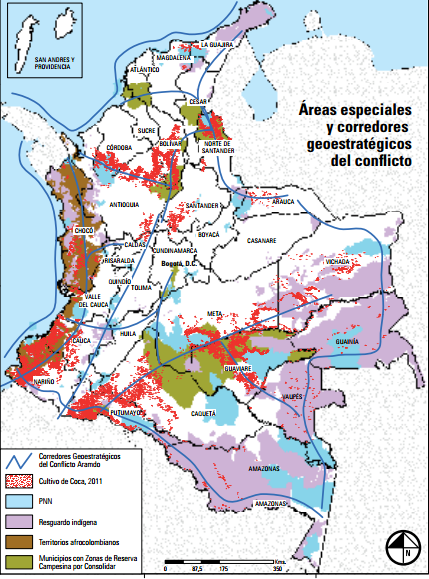 SAN ANDRES Y
PROVIDENCIA
LA GUAJIRA
MAGDALENA
ATLÁNTICO
CESAR
Áreas especiales
y corredores
geoestratégicos
del conflicto
SUCRE
CÓRDOBA
BOLÍVAR
NORTE DE
SANTANDER
ANTIOQUIA
SANTANDER
ARAUCA
CHOCÓ
BOYACÁ
CASANARE
CALDAS
CUNDINAMARCA
RISARALDA
Bogotá, D.C.
VICHADA
QUINDÍO
TOLIMA
VALLE
DEL CAUCA
META
HUILA
CAUCA
GUAINÍA
GUAVIARE
NARIÑO
VAUPÉS
PUTUMAYO
CAQUETÁ
AMAZONAS
AMAZONAS
Corredores Geoestratégicos
del Conflicto Aramdo
Cultivo de Coca, 2011
PNN
Resguardo indígena
Territorios afrocolombianos
Municipios con Zonas de Reserva
Campesina por Consolidar
Kms.
0 87,5 175 350
N